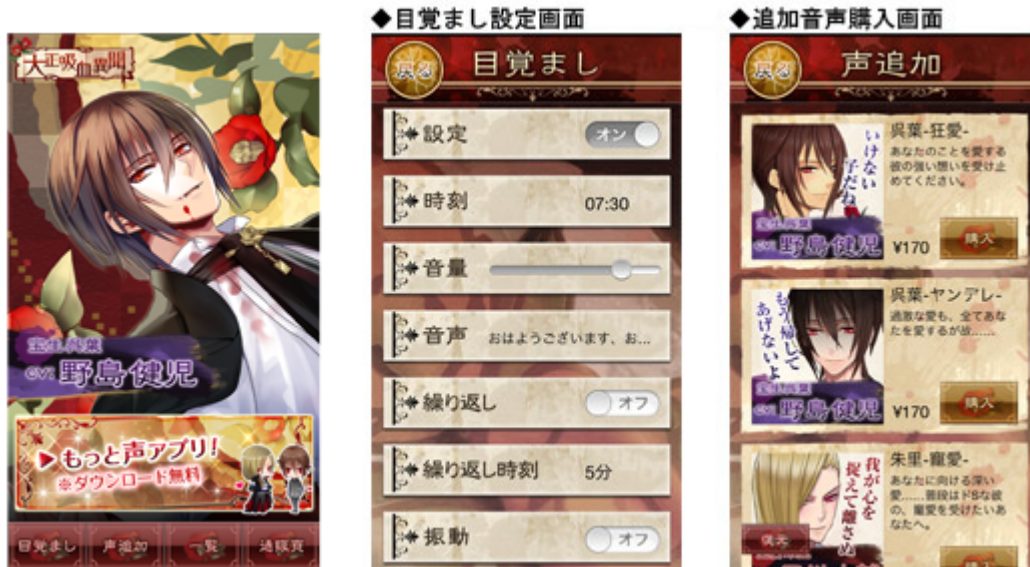 ◆目覚まし設定画面
◆追加音声購入画面
大正吸血異聞
宝生呉葉
CV: 野島健児
▶もっと声アプリ!
※ダウンロード無料
目覚まし
声追加
一覧
通販頁
戻る
目覚まし
設定
オン
時刻
07:30
音量
音声
おはようございます、お...
繰り返し
オフ
繰り返し時刻
5分
振動
オフ
戻る
声追加
いけない
子だね
宝生呉葉
CV: 野島健児
呉葉-狂愛-
あなたのことを愛する
彼の強い想いを受け止
めてください。
¥170
購入
もう帰して
あげないよ
宝生呉葉
CV: 野島健児
呉葉-ヤンデレ-
過激な愛も、全てあな
たを愛するが故……
¥170
購入
我が心を
捉えて離さぬ
朱里-寵愛-
あなたに向ける深い
愛……普段はドSな彼
の、寵愛を受けたいあ
なたへ。
復元
購入